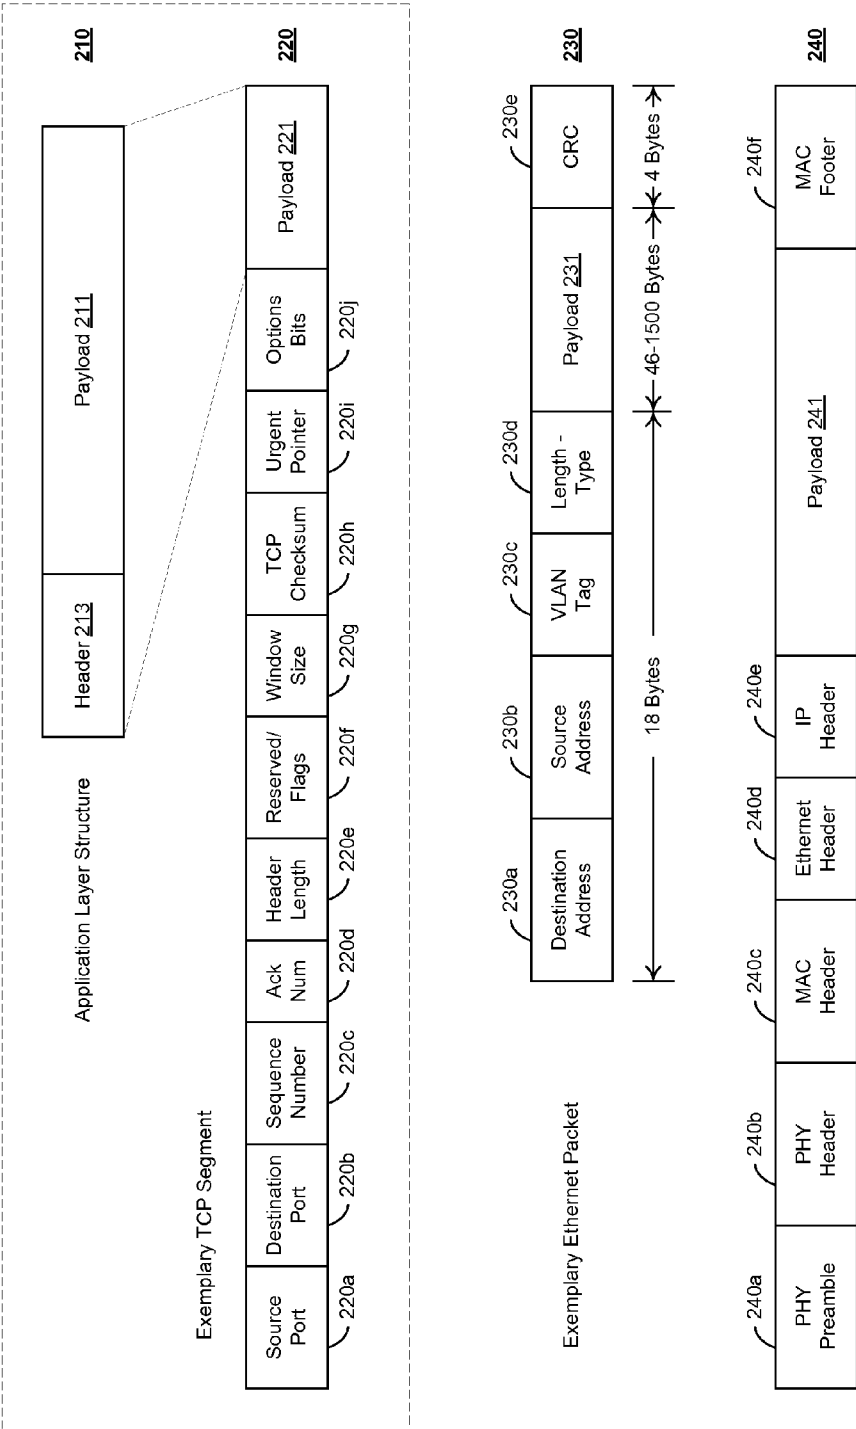 210
Header 213
Payload 211
Application Layer Structure
220
Exemplary TCP Segment
Source
Port
Destination
Port
Sequence
Number
Ack
Num
Header
Length
Reserved/
Flags
Window
Size
TCP
Checksum
Urgent
Pointer
Options
Bits
Payload 221
220a
220b
220c
220d
220e
220f
220g
220h
220i
220j
230
230a
230b
230c
230d
230e
Destination
Address
Source
Address
VLAN
Tag
Length -
Type
Payload 231
CRC
18 Bytes
46-1500 Bytes
4 Bytes
Exemplary Ethernet Packet
240
240a
240b
240c
240d
240e
240f
PHY
Preamble
PHY
Header
MAC
Header
Ethernet
Header
IP
Header
Payload 241
MAC
Footer